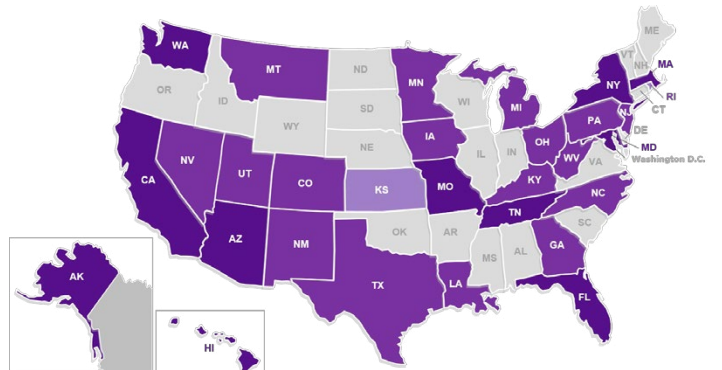 ME
WA
VT
NH
MT
ND
MN
MA
OR
NY
WI
ID
SD
MI
RI
CT
WY
PA
NJ
IA
NE
DE
OH
MD
NV
IL
IN
Washington D.C.
UT
WV
VA
CO
CA
KS
MO
KY
NC
TN
AZ
OK
NM
AR
SC
MS
AL
GA
AK
TX
LA
FL
HI